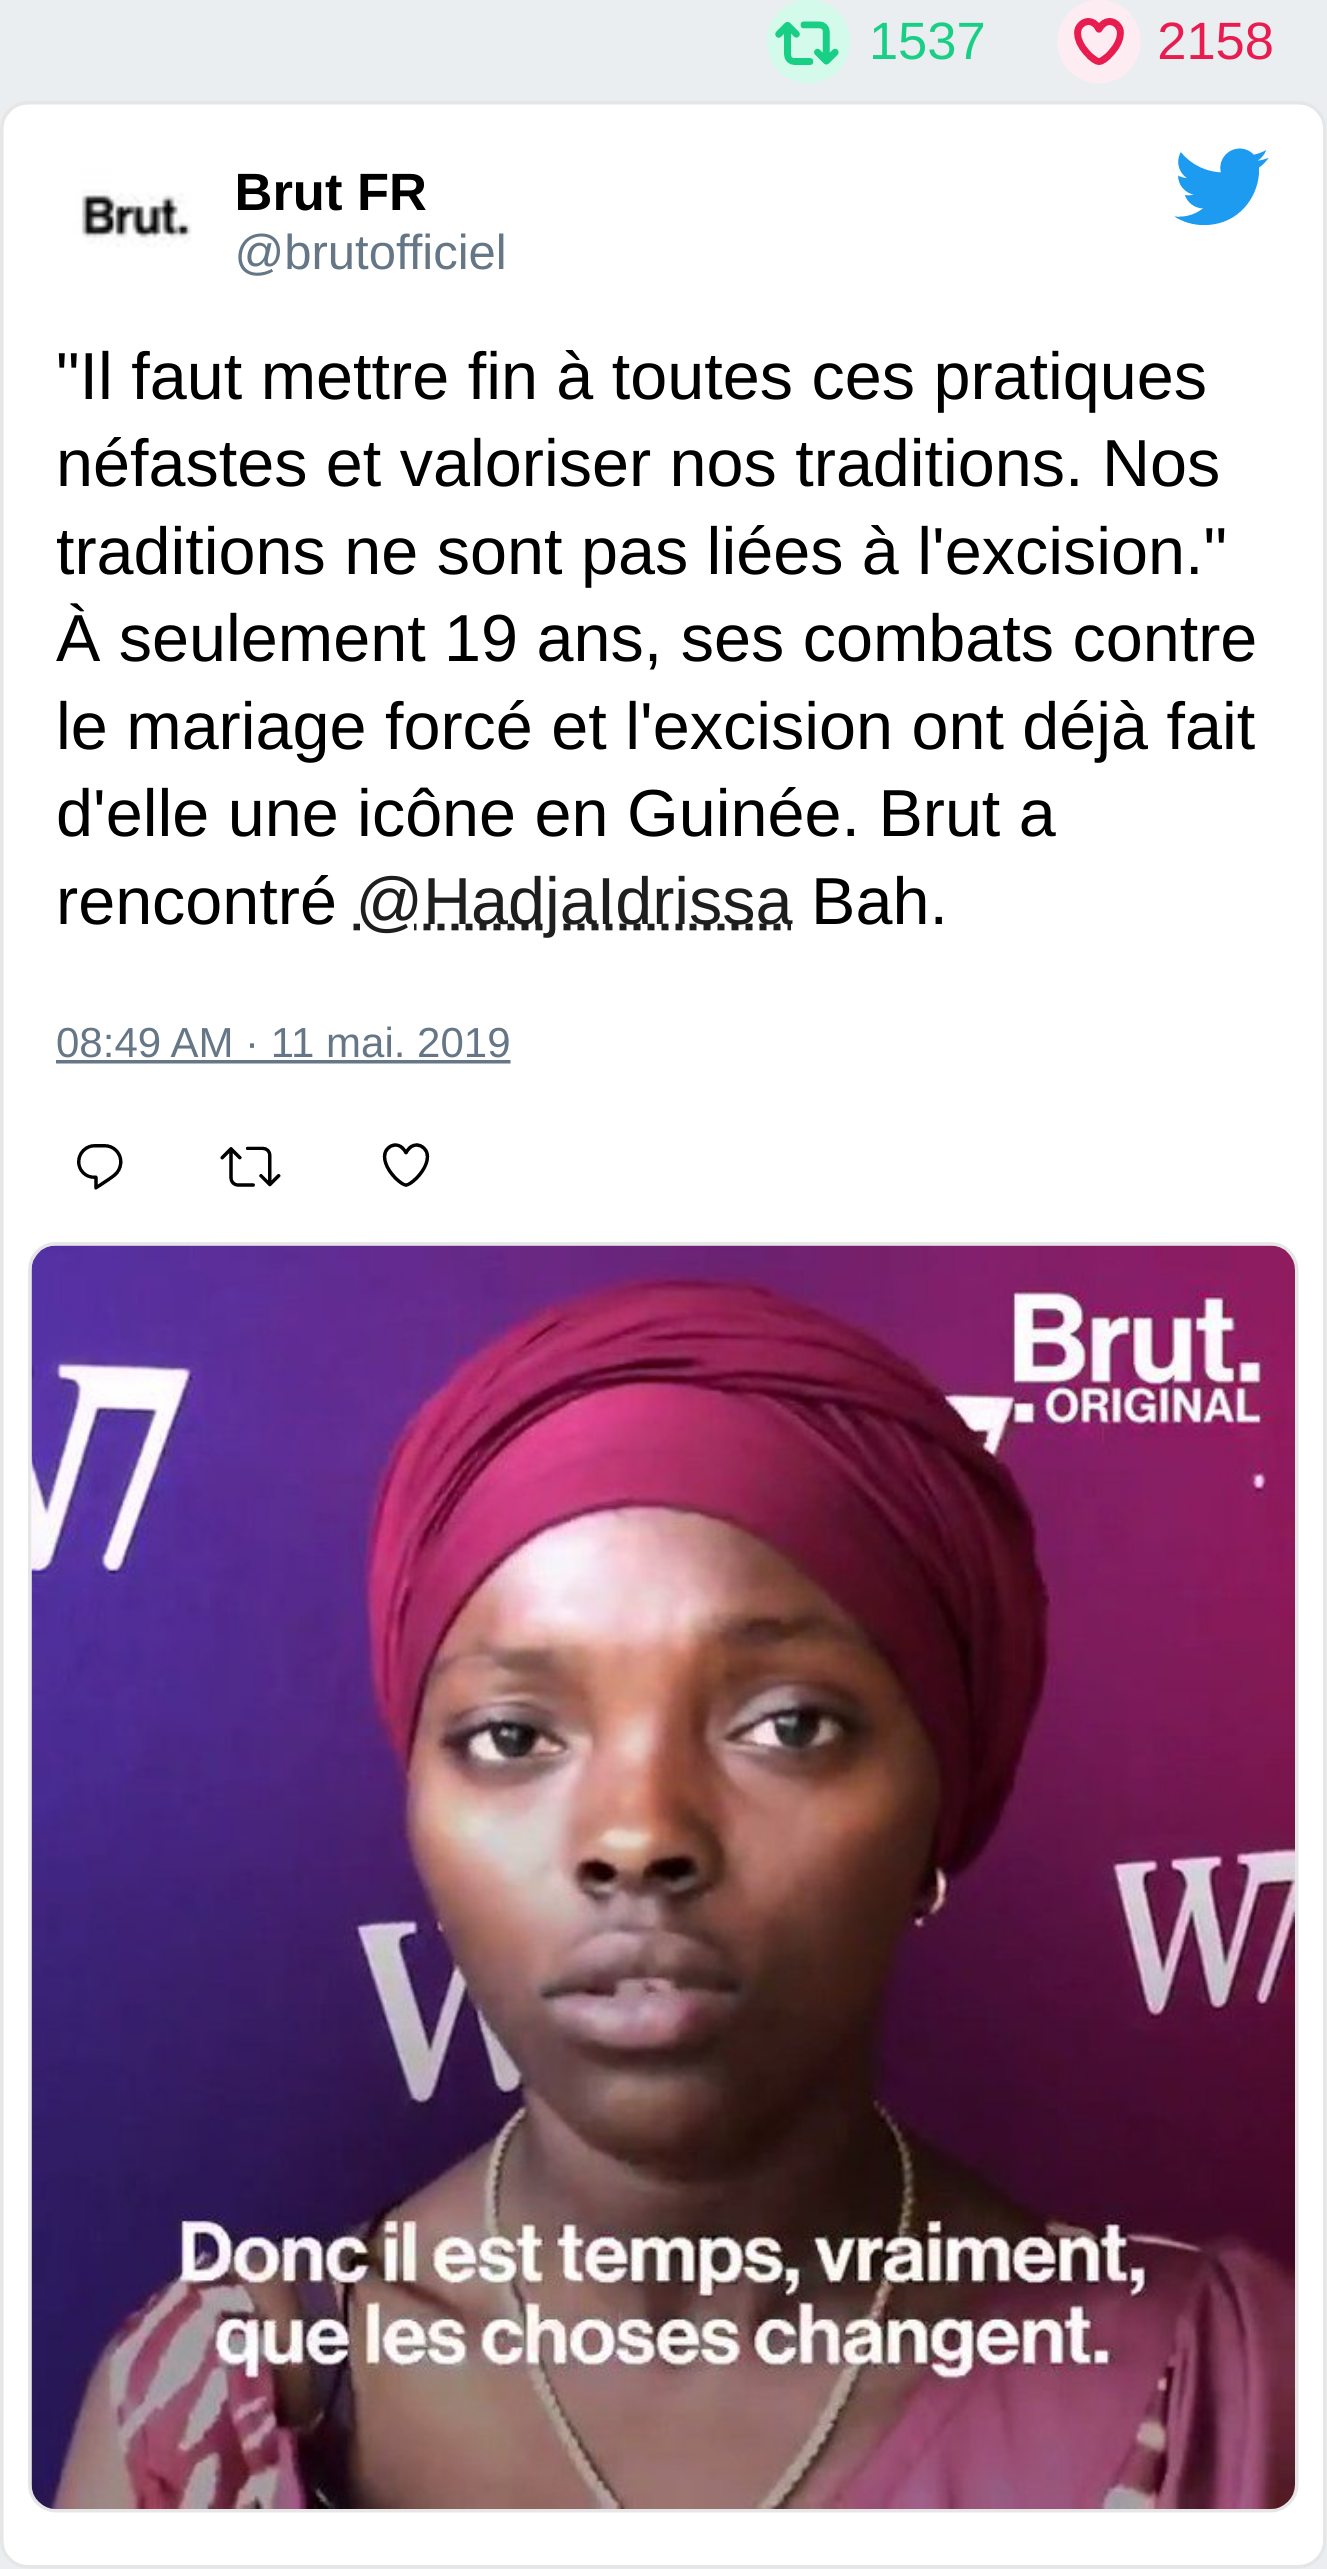 1537 2158
Brut.
Brut FR
@brutofficiel
"Il faut mettre fin à toutes ces pratiques
néfastes et valoriser nos traditions. Nos
traditions ne sont pas liées à l'excision."
À seulement 19 ans, ses combats contre
le mariage forcé et l'excision ont déjà fait
d'elle une icône en Guinée. Brut a
rencontré @HadjaIdrissa Bah.
08:49 AM · 11 mai. 2019
Brut.
ORIGINAL
W7
W7
Donc il est temps, vraiment,
que les choses changent.